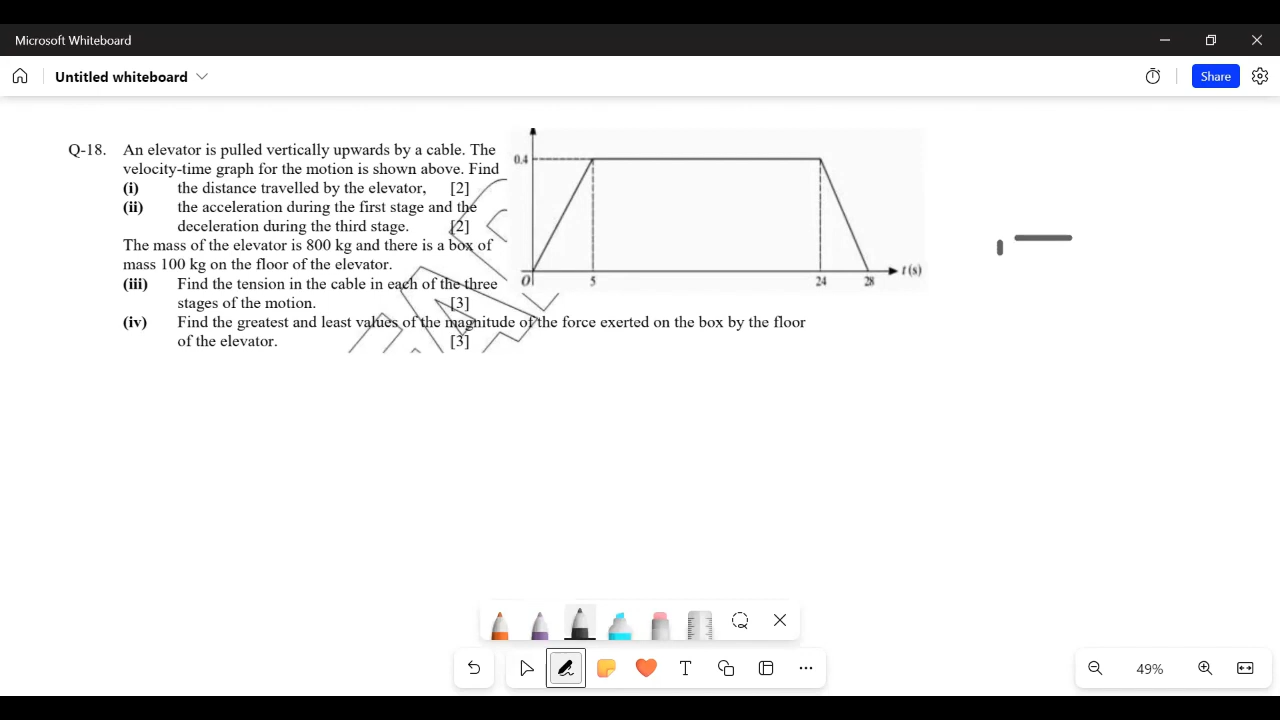 Microsoft Whiteboard
Untitled whiteboard
Share
Q-18. An elevator is pulled vertically upwards by a cable. The
velocity-time graph for the motion is shown above. Find
(i) the distance travelled by the elevator, [2]
(ii) the acceleration during the first stage and the
deceleration during the third stage. [2]
The mass of the elevator is 800 kg and there is a box of
mass 100 kg on the floor of the elevator.
(iii) Find the tension in the cable in each of the three
stages of the motion. [3]
(iv) Find the greatest and least values of the magnitude of the force exerted on the box by the floor
of the elevator. [3]
0.4
O 5 24 28 t (s)
49%